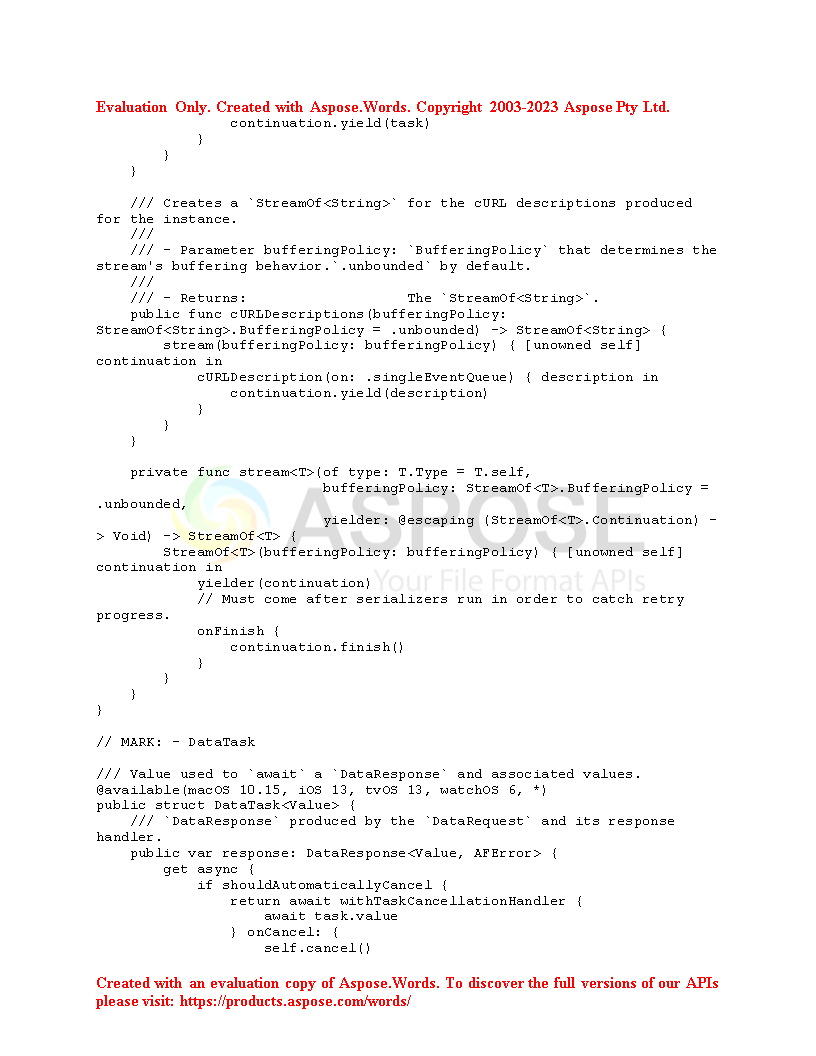 Evaluation Only. Created with Aspose.Words. Copyright 2003-2023 Aspose Pty Ltd.
                continuation.yield(task)
            }
        }
    }

    /// Creates a `StreamOf<String>` for the cURL descriptions produced
for the instance.
    ///
    /// - Parameter bufferingPolicy: `BufferingPolicy` that determines the
stream's buffering behavior.`.unbounded` by default.
    ///
    /// - Returns:                   The `StreamOf<String>`.
    public func cURLDescriptions(bufferingPolicy:
StreamOf<String>.BufferingPolicy = .unbounded) -> StreamOf<String> {
        stream(bufferingPolicy: bufferingPolicy) { [unowned self]
continuation in
            cURLDescription(on: .singleEventQueue) { description in
                continuation.yield(description)
            }
        }
    }

    private func stream<T>(of type: T.Type = T.self,
                           bufferingPolicy: StreamOf<T>.BufferingPolicy =
.unbounded,
                           yielder: @escaping (StreamOf<T>.Continuation) -
> Void) -> StreamOf<T> {
        StreamOf<T>(bufferingPolicy: bufferingPolicy) { [unowned self]
continuation in
            yielder(continuation)
            // Must come after serializers run in order to catch retry
progress.
            onFinish {
                continuation.finish()
            }
        }
    }
}

// MARK: - DataTask

/// Value used to `await` a `DataResponse` and associated values.
@available(macOS 10.15, iOS 13, tvOS 13, watchOS 6, *)
public struct DataTask<Value> {
    /// `DataResponse` produced by the `DataRequest` and its response
handler.
    public var response: DataResponse<Value, AFError> {
        get async {
            if shouldAutomaticallyCancel {
                return await withTaskCancellationHandler {
                    await task.value
                } onCancel: {
                    self.cancel()
ASPOSE
Your File Format APIs
Created with an evaluation copy of Aspose.Words. To discover the full versions of our APIs
please visit: https://products.aspose.com/words/